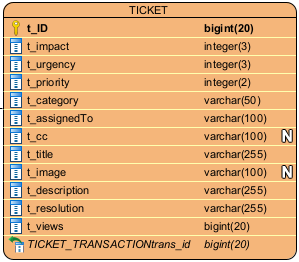 TICKET
t_ID bigint(20)
t_impact integer(3)
t_urgency integer(3)
t_priority integer(2)
t_category varchar(50)
t_assignedTo varchar(100)
t_cc varchar(100) N
t_title varchar(255)
t_image varchar(100) N
t_description varchar(255)
t_resolution varchar(255)
t_views bigint(20)
TICKET_TRANSACTIONtrans_id bigint(20)